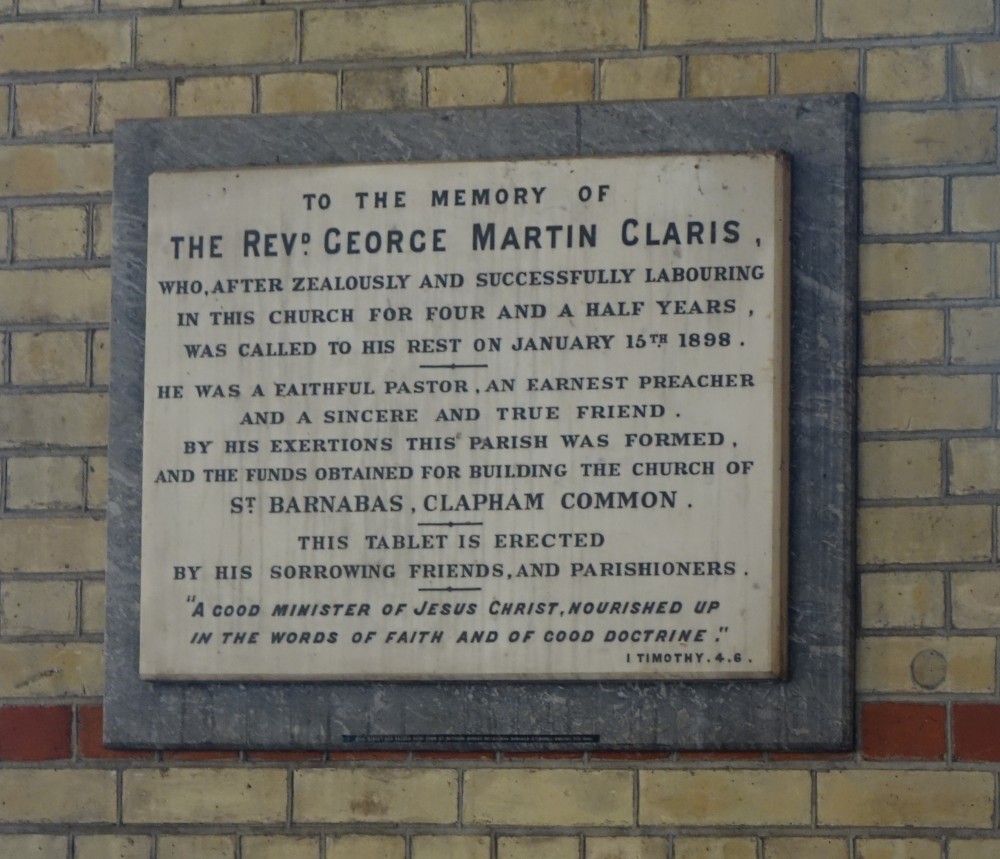 TO THE MEMORY OF
THE REVD. GEORGE MARTIN CLARIS,
WHO, AFTER ZEALOUSLY AND SUCCESSFULLY LABOURING
IN THIS CHURCH FOR FOUR AND A HALF YEARS,
WAS CALLED TO HIS REST ON JANUARY 15TH 1898.
HE WAS A FAITHFUL PASTOR, AN EARNEST PREACHER
AND A SINCERE AND TRUE FRIEND.
BY HIS EXERTIONS THIS PARISH WAS FORMED,
AND THE FUNDS OBTAINED FOR BUILDING THE CHURCH OF
ST BARNABAS, CLAPHAM COMMON.
THIS TABLET IS ERECTED
BY HIS SORROWING FRIENDS, AND PARISHIONERS.
"A GOOD MINISTER OF JESUS CHRIST, NOURISHED UP
IN THE WORDS OF FAITH AND OF GOOD DOCTRINE."
I TIMOTHY. 4. 6.